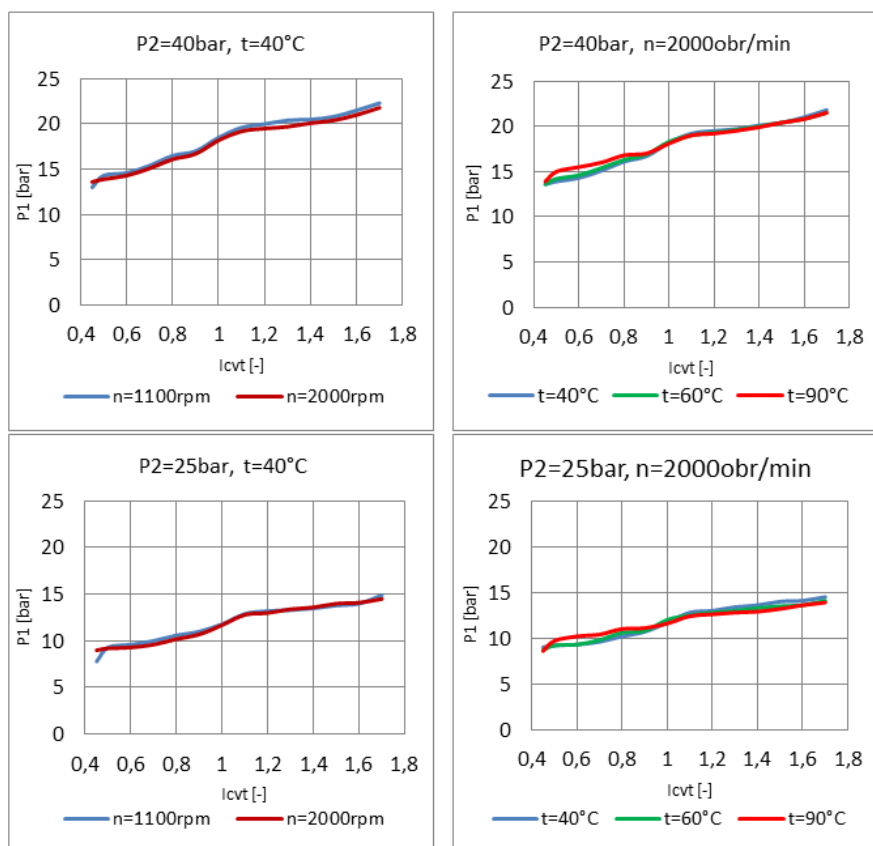 P2=40bar, t=40°C
25
20
15
10
5
0
P1 [bar]
0,4 0,6 0,8 1 1,2 1,4 1,6 1,8
Icvt [-]
n=1100rpm n=2000rpm
P2=40bar, n=2000obr/min
25
20
15
10
5
0
P1 [bar]
0,4 0,6 0,8 1 1,2 1,4 1,6 1,8
Icvt [-]
t=40°C t=60°C t=90°C
P2=25bar, t=40°C
25
20
15
10
5
0
P1 [bar]
0,4 0,6 0,8 1 1,2 1,4 1,6 1,8
Icvt [-]
n=1100rpm n=2000rpm
P2=25bar, n=2000obr/min
25
20
15
10
5
0
P1 [bar]
0,4 0,6 0,8 1 1,2 1,4 1,6 1,8
Icvt [-]
t=40°C t=60°C t=90°C